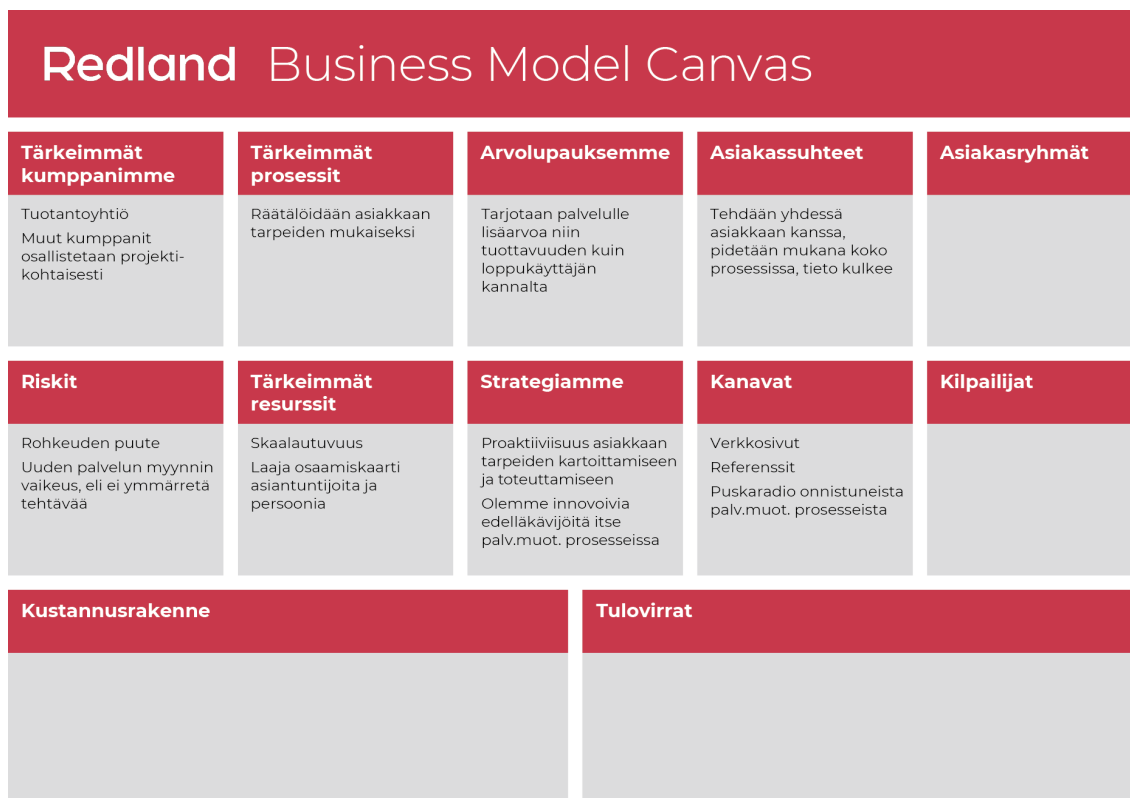 Redland Business Model Canvas
Tärkeimmät
kumppanimme
Tuotantoyhtiö
Muut kumppanit
osallistetaan projekti-
kohtaisesti
Tärkeimmät
prosessit
Räätälöidään asiakkaan
tarpeiden mukaiseksi
Arvolupauksemme
Tarjotaan palvelulle
lisäarvoa niin
tuottavuuden kuin
loppukäyttäjän
kannalta
Asiakassuhteet
Tehdään yhdessä
asiakkaan kanssa,
pidetään mukana koko
prosessissa, tieto kulkee
Asiakasryhmät
Riskit
Rohkeuden puute
Uuden palvelun myynnin
vaikeus, eli ei ymmärretä
tehtävää
Tärkeimmät
resurssit
Skaalautuvuus
Laaja osaamiskaarti
asiantuntijoita ja
persoonia
Strategiamme
Proaktiiviisuus asiakkaan
tarpeiden kartoittamiseen
ja toteuttamiseen
Olemme innovoivia
edelläkävijöitä itse
palv.muot. prosesseissa
Kanavat
Verkkosivut
Referenssit
Puskaradio onnistuneista
palv.muot. prosesseista
Kilpailijat
Kustannusrakenne
Tulovirrat